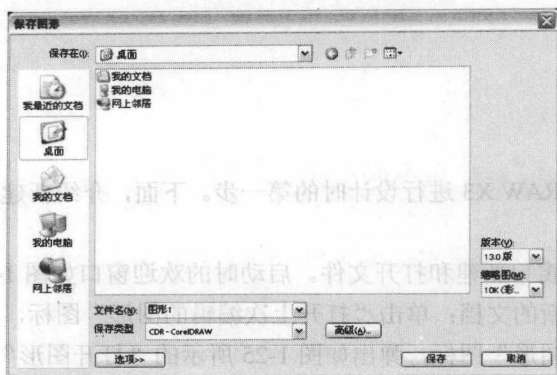 保存图形
保存在(I): 桌面
我的文档
我的电脑
网上邻居
我最近的文档
桌面
我的文档
我的电脑
网上邻居
版本(V):
13.0 版
缩略图(M):
10K (彩..
文件名(N): 图形1
保存类型 CDR - CorelDRAW
高级(A)...
选项>> 保存 取消